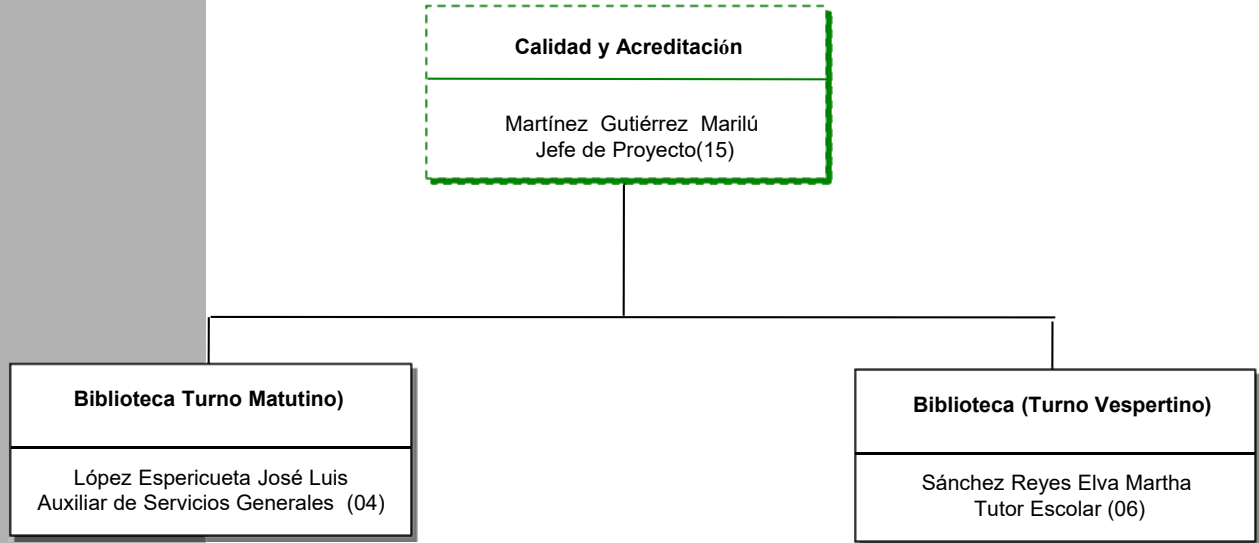 Calidad y Acreditación
Martínez Gutiérrez Marilú
Jefe de Proyecto(15)
Biblioteca Turno Matutino)
López Espericueta José Luis
Auxiliar de Servicios Generales (04)
Biblioteca (Turno Vespertino)
Sánchez Reyes Elva Martha
Tutor Escolar (06)